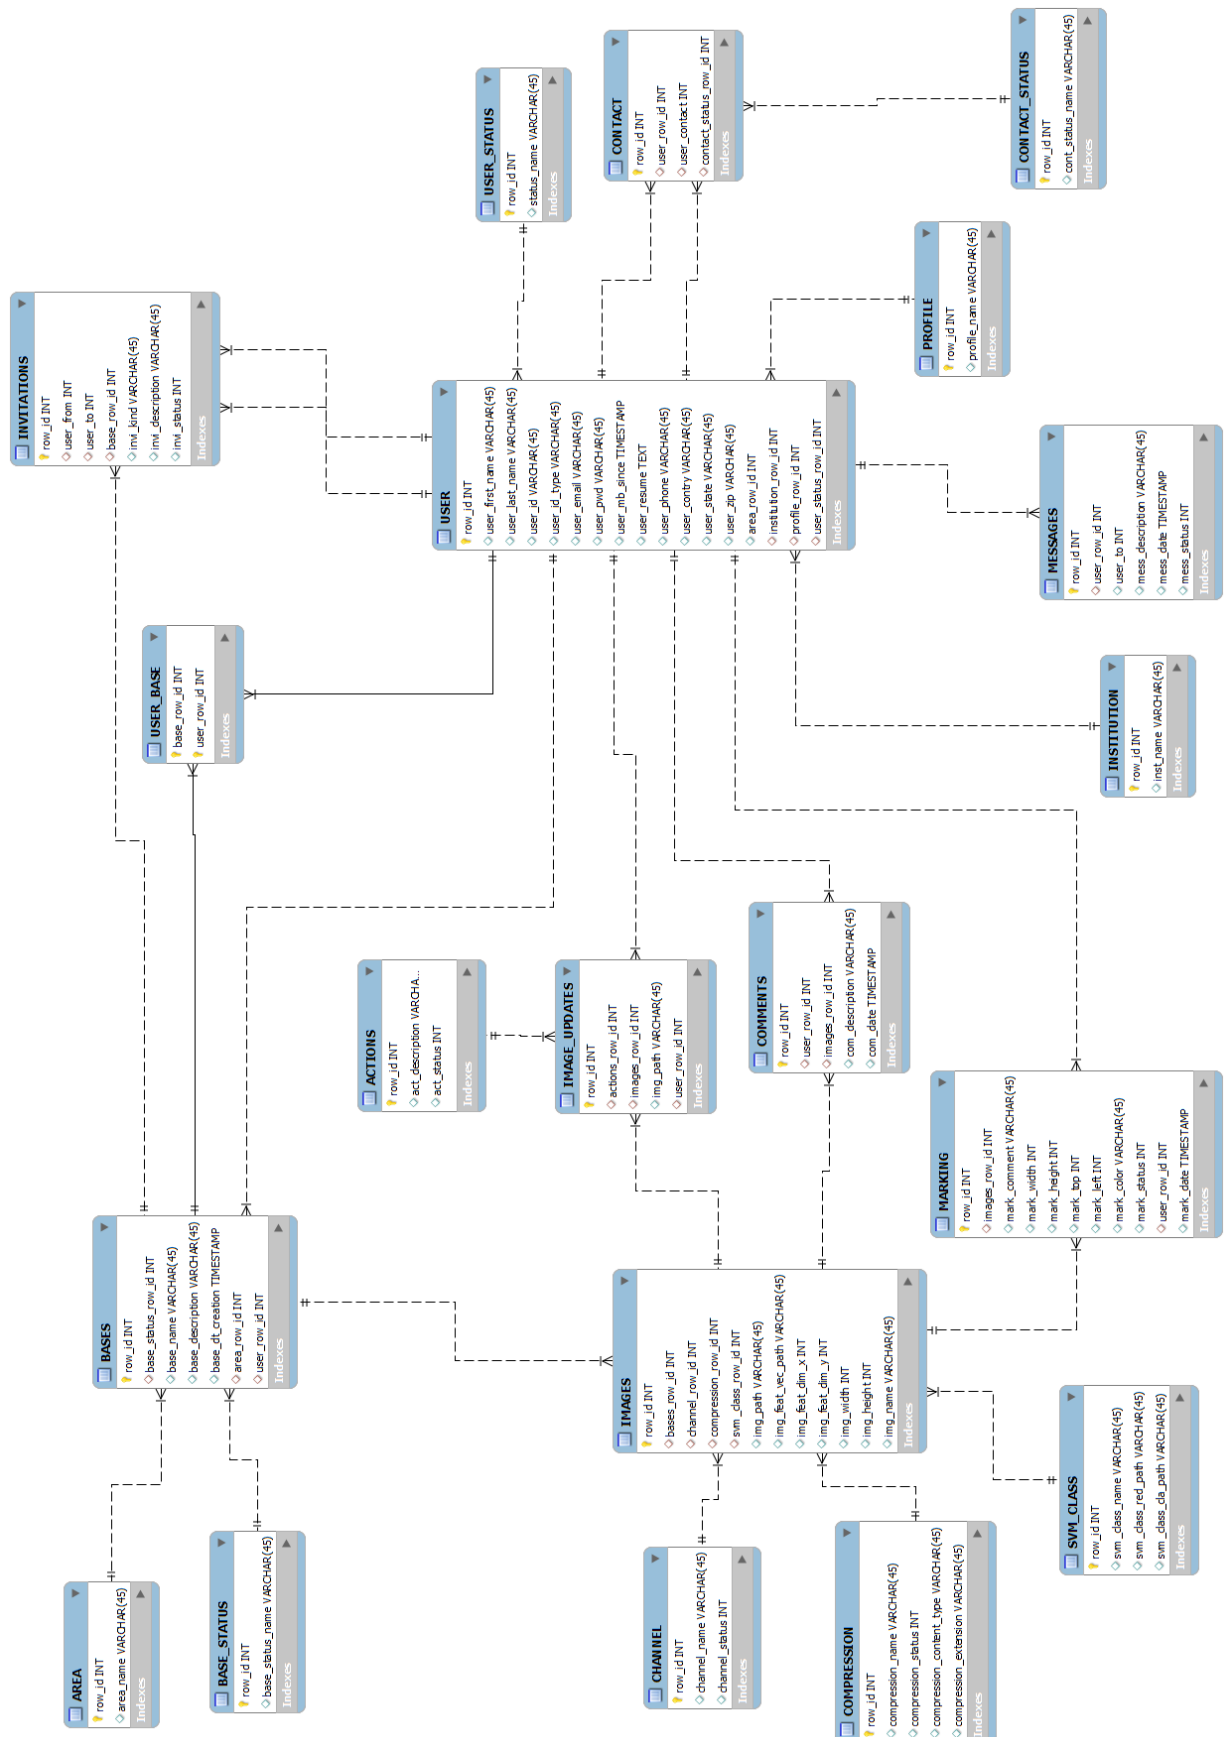 AREA
row_id INT
area_name VARCHAR(45)
Indexes
BASE_STATUS
row_id INT
base_status_name VARCHAR(45)
Indexes
BASES
row_id INT
base_status_row_id INT
base_name VARCHAR(45)
base_description VARCHAR(45)
base_dt_creation TIMESTAMP
area_row_id INT
user_row_id INT
Indexes
USER_BASE
base_row_id INT
user_row_id INT
Indexes
INVITATIONS
row_id INT
user_from INT
user_to INT
base_row_id INT
invi_kind VARCHAR(45)
invi_description VARCHAR(45)
invi_status INT
Indexes
ACTIONS
row_id INT
act_description VARCHA...
act_status INT
Indexes
USER
row_id INT
user_first_name VARCHAR(45)
user_last_name VARCHAR(45)
user_id VARCHAR(45)
user_id_type VARCHAR(45)
user_email VARCHAR(45)
user_pwd VARCHAR(45)
user_mb_since TIMESTAMP
user_resume TEXT
user_phone VARCHAR(45)
user_contry VARCHAR(45)
user_state VARCHAR(45)
user_zip VARCHAR(45)
area_row_id INT
institution_row_id INT
profile_row_id INT
user_status_row_id INT
Indexes
USER_STATUS
row_id INT
status_name VARCHAR(45)
Indexes
IMAGE_UPDATES
row_id INT
actions_row_id INT
images_row_id INT
img_path VARCHAR(45)
user_row_id INT
Indexes
CONTACT
row_id INT
user_row_id INT
user_contact INT
contact_status_row_id INT
Indexes
CHANNEL
row_id INT
channel_name VARCHAR(45)
channel_status INT
Indexes
IMAGES
row_id INT
bases_row_id INT
channel_row_id INT
compression_row_id INT
svm_class_row_id INT
img_path VARCHAR(45)
img_feat_vec_path VARCHAR(45)
img_feat_dim_x INT
img_feat_dim_y INT
img_width INT
img_height INT
img_name VARCHAR(45)
Indexes
COMMENTS
row_id INT
user_row_id INT
images_row_id INT
com_description VARCHAR(45)
com_date TIMESTAMP
Indexes
COMPRESSION
row_id INT
compression_name VARCHAR(45)
compression_status INT
compression_content_type VARCHAR(45)
compression_extension VARCHAR(45)
Indexes
MARKING
row_id INT
images_row_id INT
mark_comment VARCHAR(45)
mark_width INT
mark_height INT
mark_top INT
mark_left INT
mark_color VARCHAR(45)
mark_status INT
user_row_id INT
mark_date TIMESTAMP
Indexes
PROFILE
row_id INT
profile_name VARCHAR(45)
Indexes
CONTACT_STATUS
row_id INT
cont_status_name VARCHAR(45)
Indexes
SVM_CLASS
row_id INT
svm_class_name VARCHAR(45)
svm_class_red_path VARCHAR(45)
svm_class_cla_path VARCHAR(45)
Indexes
INSTITUTION
row_id INT
inst_name VARCHAR(45)
Indexes
MESSAGES
row_id INT
user_row_id INT
user_to INT
mess_description VARCHAR(45)
mess_date TIMESTAMP
mess_status INT
Indexes